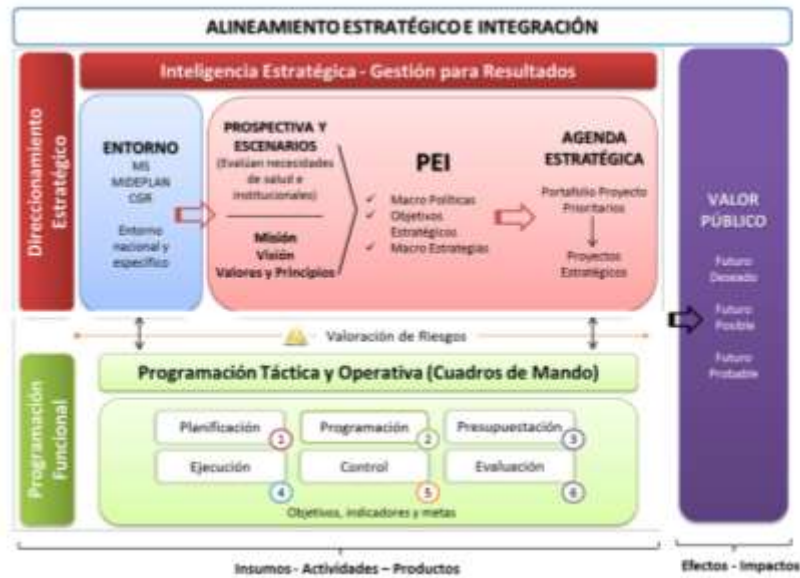 ALINEAMIENTO ESTRATÉGICO E INTEGRACIÓN
Direccionamiento
Estratégico
Inteligencia Estratégica - Gestión para Resultados
ENTORNO
MS
MIDEPLAN
CGR
Entorno
nacional y
específico
PROSPECTIVA Y
ESCENARIOS
(Evalúan necesidades
de salud e
institucionales)
Misión
Visión
Valores y Principios
PEI
✓ Macro Políticas
✓ Objetivos
Estratégicos
✓ Macro Estrategias
AGENDA
ESTRATÉGICA
Portafolio Proyecto
Prioritarios
Proyectos
Estratégicos
VALOR
PÚBLICO
Futuro
Deseado
Futuro
Posible
Futuro
Probable
Valoración de Riesgos
Programación
Funcional
Programación Táctica y Operativa (Cuadros de Mando)
Planificación 1
Programación 2
Presupuestación 3
Ejecución 4
Control 5
Evaluación 6
Objetivos, indicadores y metas
Insumos - Actividades – Productos
Efectos - Impactos